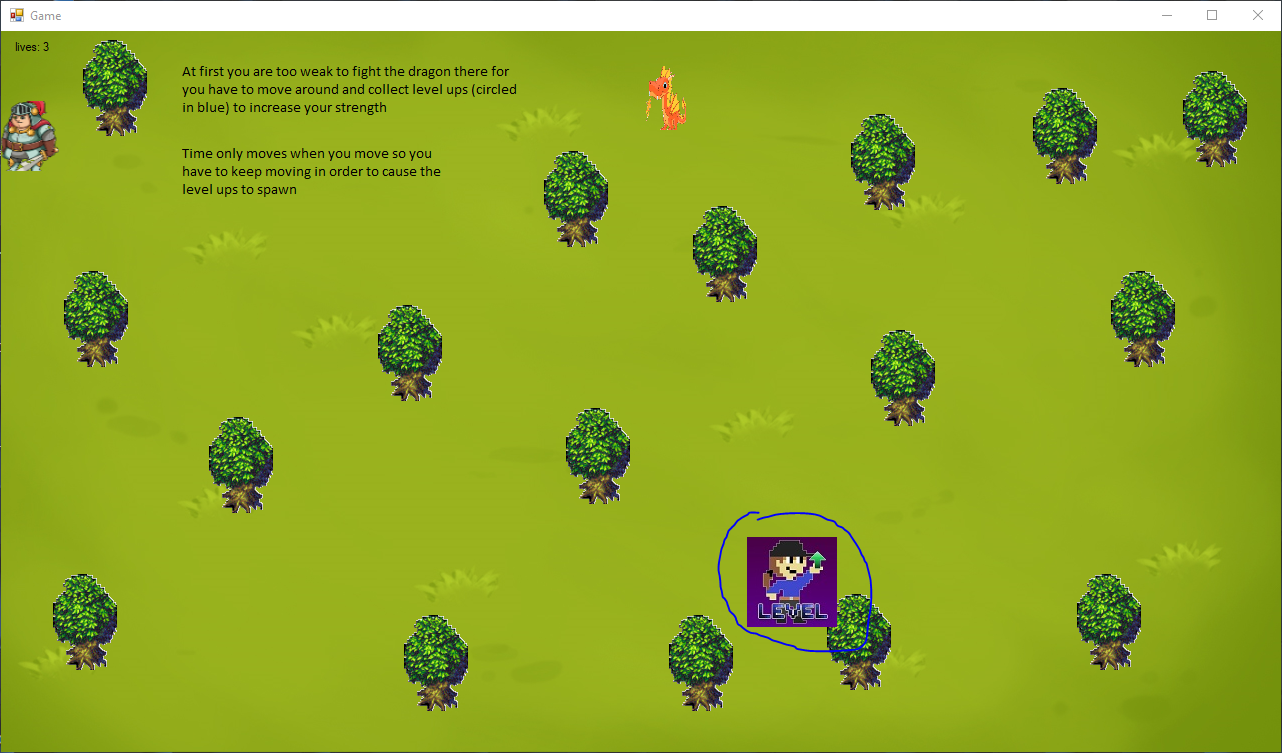 Game
lives: 3
At first you are too weak to fight the dragon there for
you have to move around and collect level ups (circled
in blue) to increase your strength
Time only moves when you move so you
have to keep moving in order to cause the
level ups to spawn
LEVEL